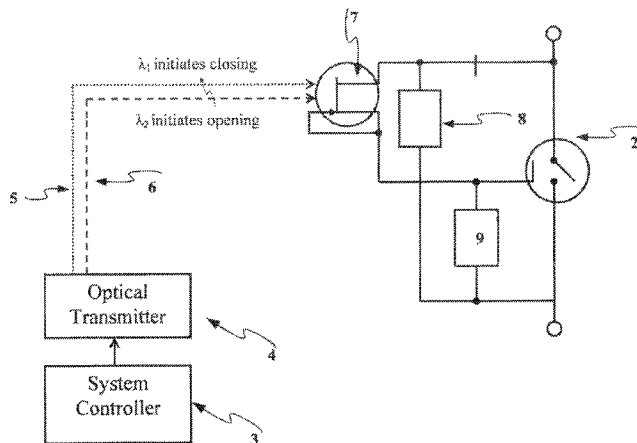 7
λ₁ initiates closing
λ₂ initiates opening
8
2
5
6
9
Optical
Transmitter
4
System
Controller
3